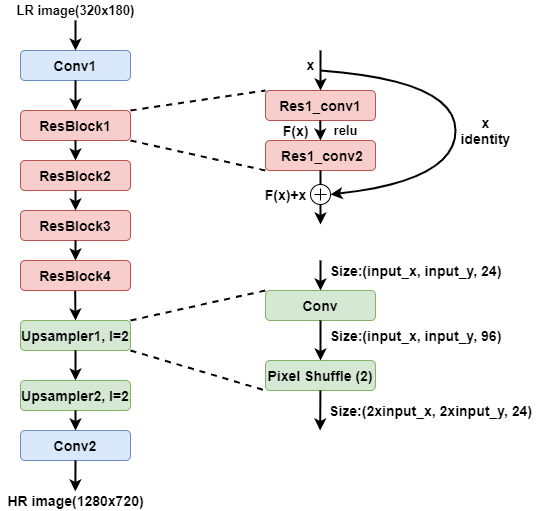 LR image(320x180)
Conv1
ResBlock1
ResBlock2
ResBlock3
ResBlock4
Upsampler1, I=2
Upsampler2, I=2
Conv2
HR image(1280x720)
x
Res1_conv1
F(x)
relu
Res1_conv2
F(x)+x
x
identity
Size:(input_x, input_y, 24)
Conv
Size:(input_x, input_y, 96)
Pixel Shuffle (2)
Size:(2xinput_x, 2xinput_y, 24)